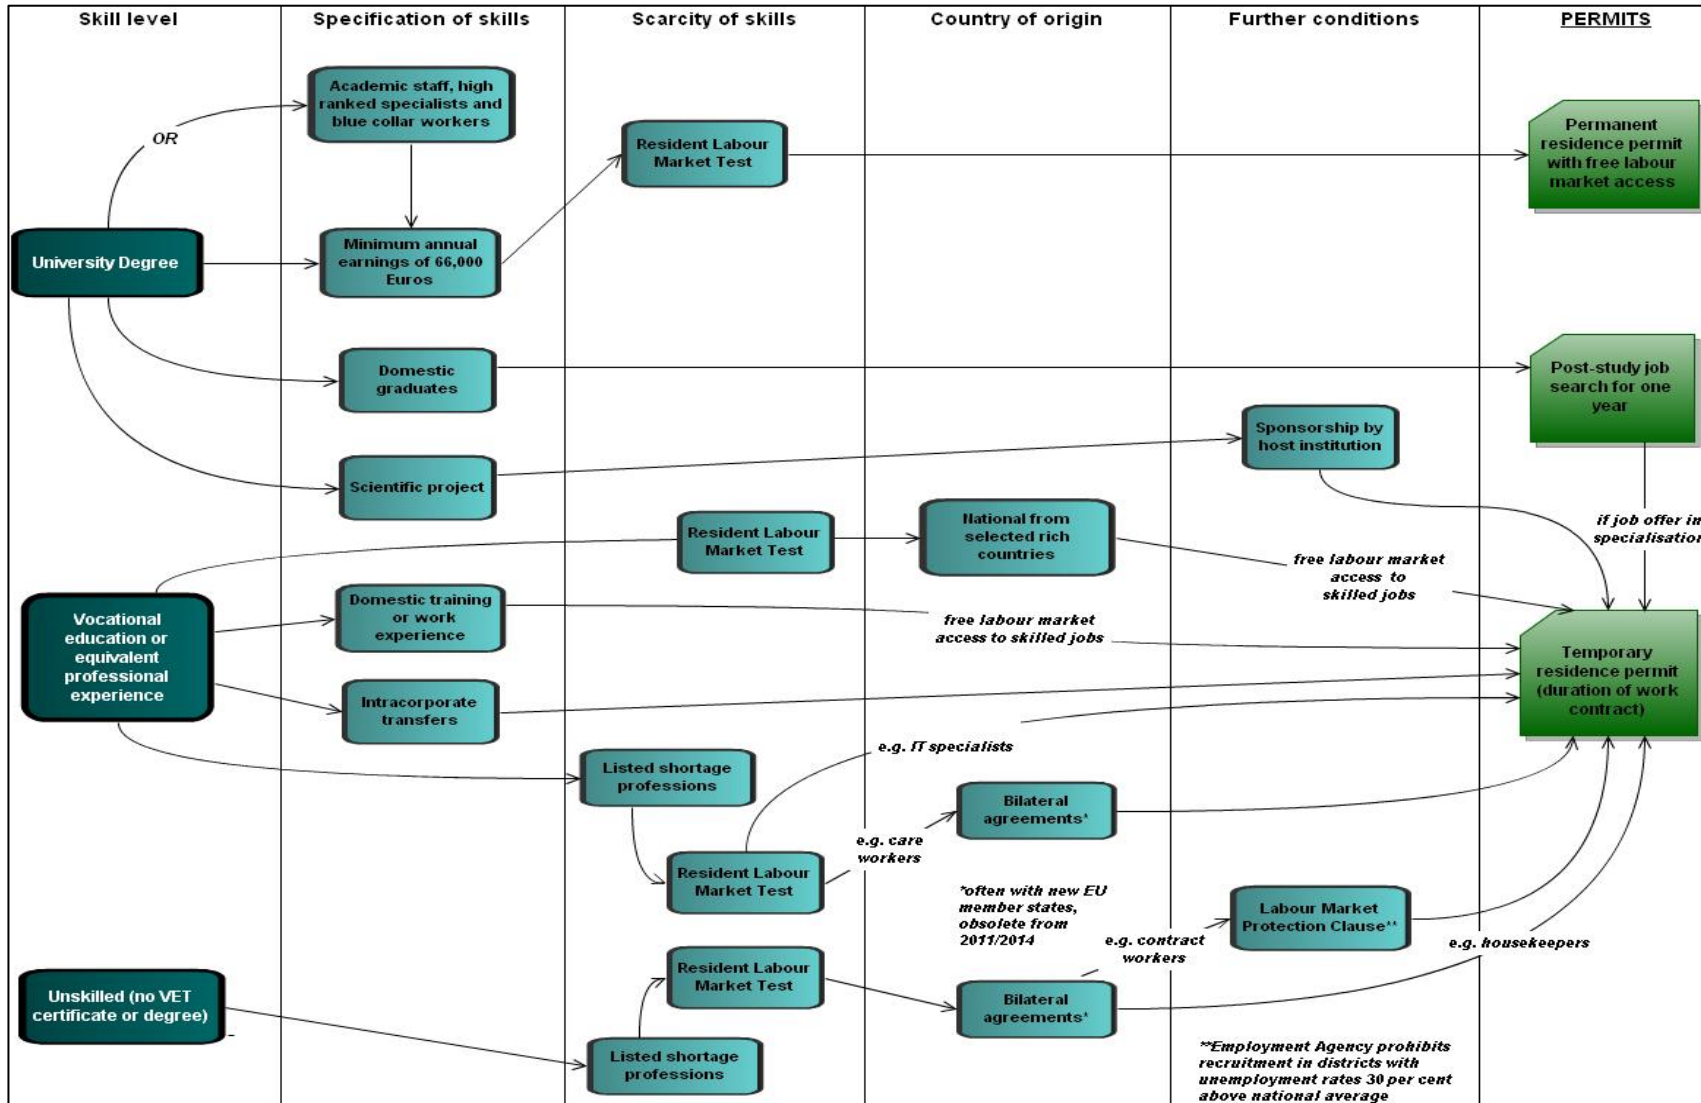 Skill level
Specification of skills
Scarcity of skills
Country of origin
Further conditions
PERMITS
Academic staff, high
ranked specialists and
blue collar workers
OR
Resident Labour
Market Test
Permanent
residence permit
with free labour
market access
University Degree
Minimum annual
earnings of 66,000
Euros
Domestic
graduates
Post-study job
search for one
year
Sponsorship by
host institution
Scientific project
Resident Labour
Market Test
National from
selected rich
countries
if job offer in
specialisation
free labour market
access to
skilled jobs
Vocational
education or
equivalent
professional
experience
Domestic training
or work
experience
free labour market
access to skilled jobs
Temporary
residence permit
(duration of work
contract)
Intracorporate
transfers
e.g. IT specialists
Listed shortage
professions
Bilateral
agreements*
e.g. care
workers
Resident Labour
Market Test
*often with new EU
member states,
obsolete from
2011/2014
Labour Market
Protection Clause**
e.g. contract
workers
e.g. housekeepers
Resident Labour
Market Test
Unskilled (no VET
certificate or degree)
Bilateral
agreements*
Listed shortage
professions
**Employment Agency prohibits
recruitment in districts with
unemployment rates 30 per cent
above national average